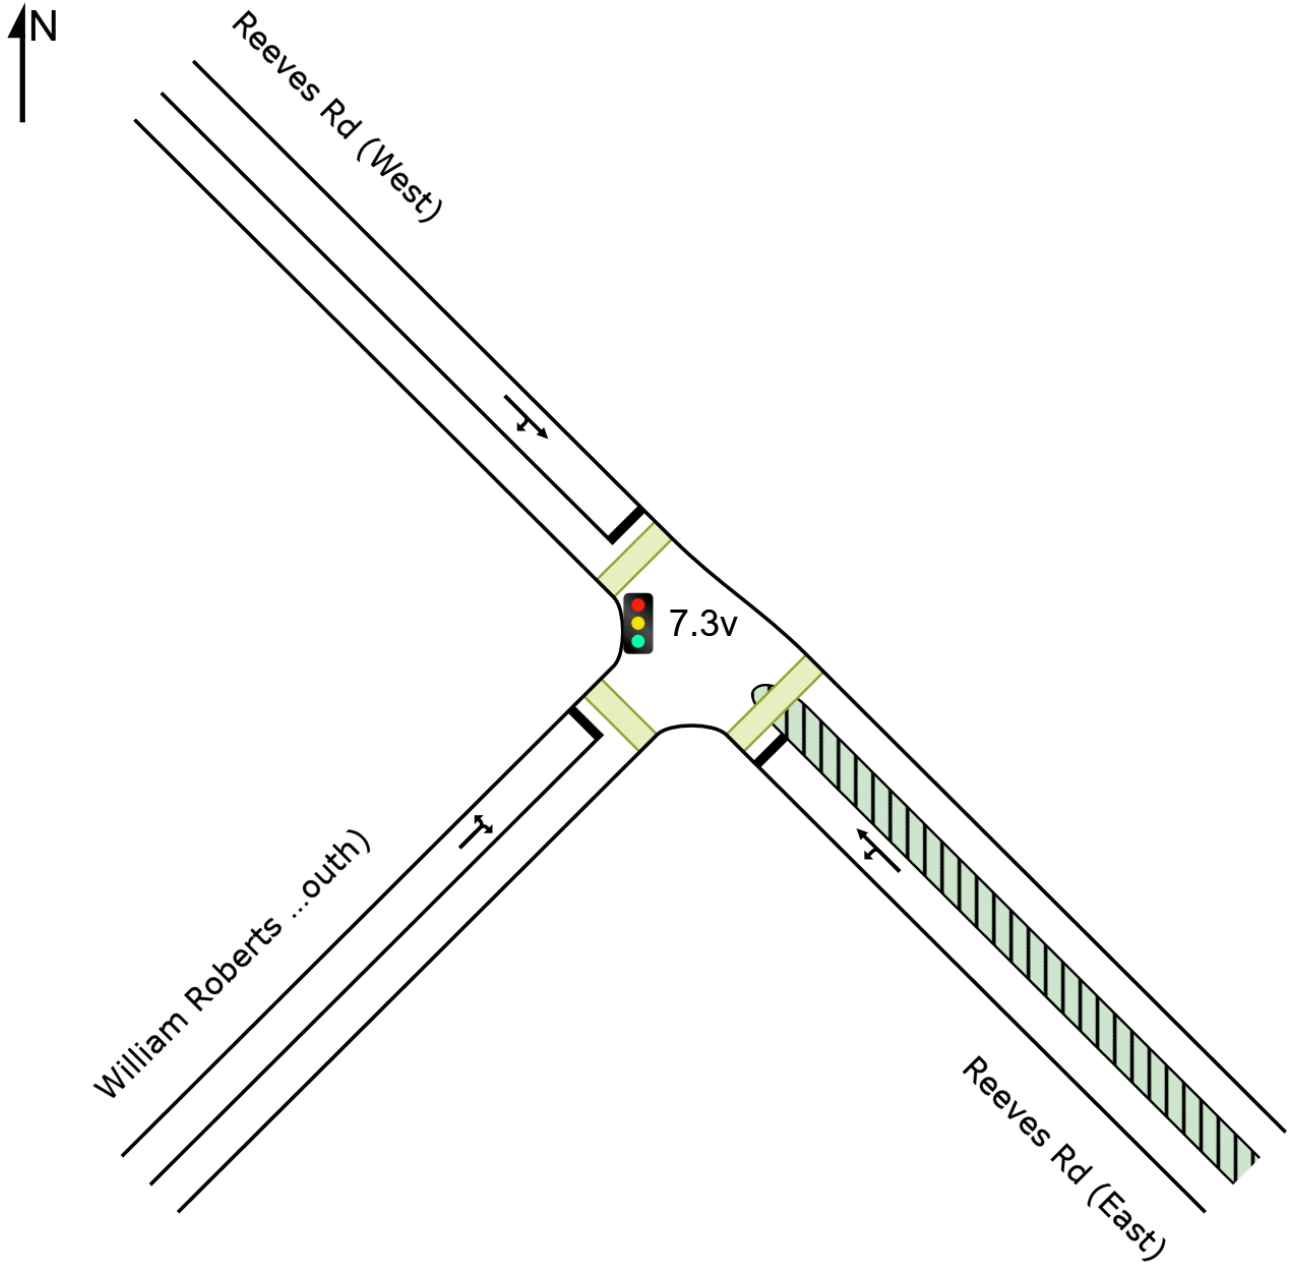 N
Reeves Rd (West)
7.3v
William Roberts ...outh)
Reeves Rd (East)